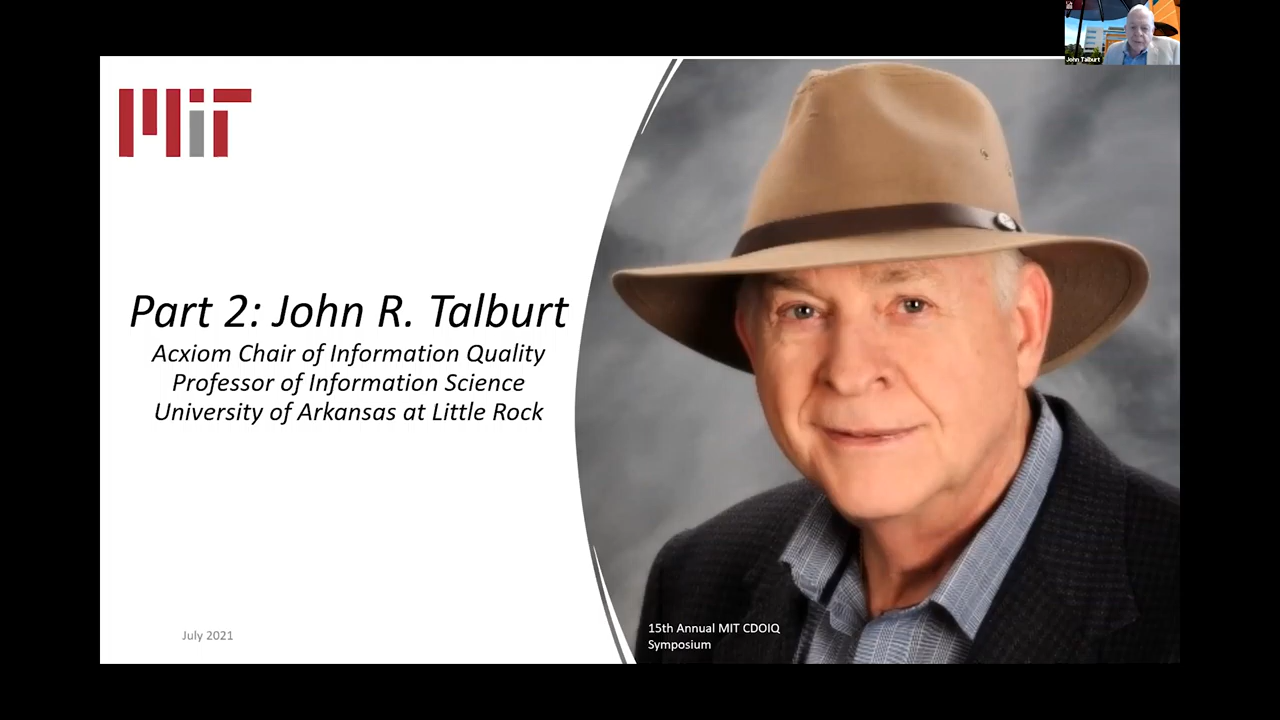 John Talburt
MIT
Part 2: John R. Talburt
Acxiom Chair of Information Quality
Professor of Information Science
University of Arkansas at Little Rock
July 2021
15th Annual MIT CDOIQ
Symposium